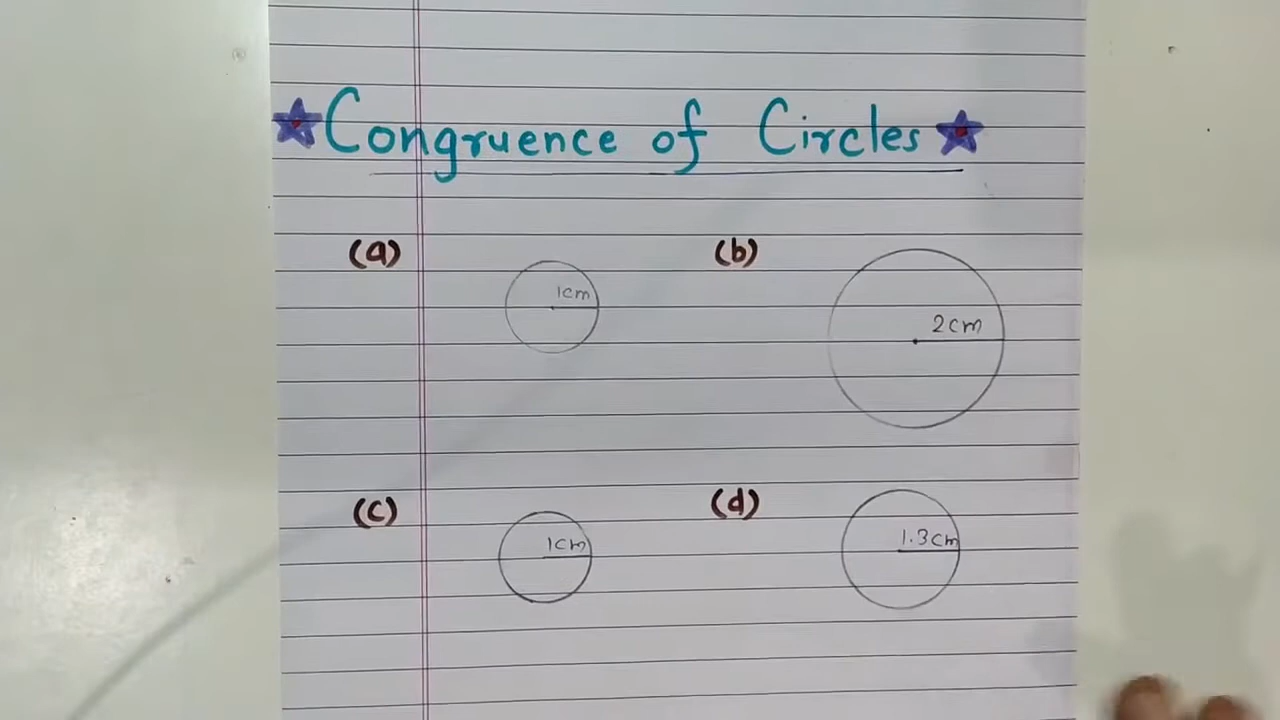 Congruence of Circles
(a)
1cm
(b)
2cm
(c)
1cm
(d)
1.3cm